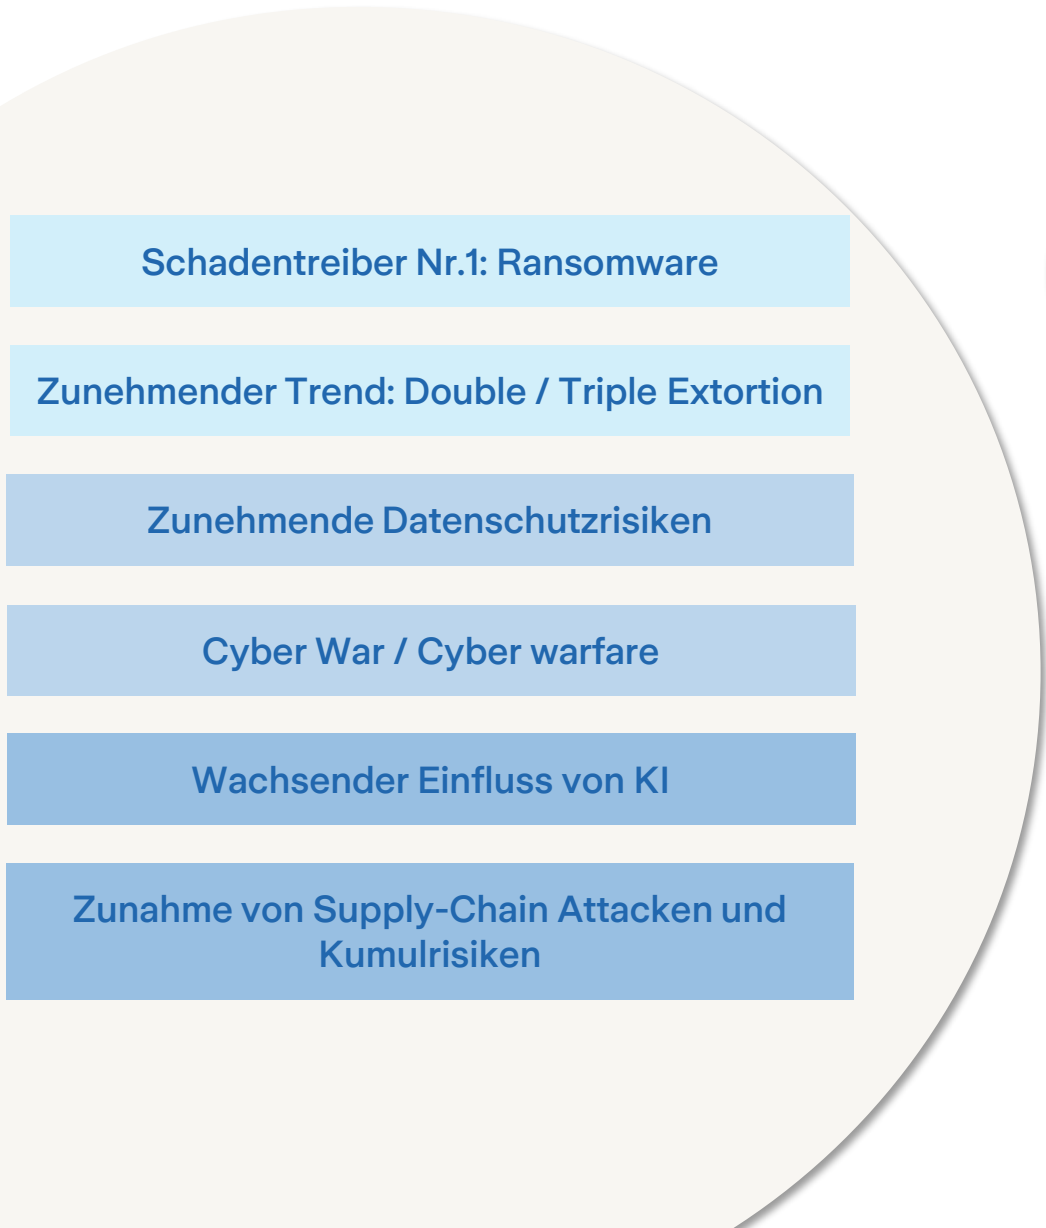 Schadentreiber Nr.1: Ransomware
Zunehmender Trend: Double / Triple Extortion
Zunehmende Datenschutzrisiken
Cyber War / Cyber warfare
Wachsender Einfluss von KI
Zunahme von Supply-Chain Attacken und
Kumulrisiken